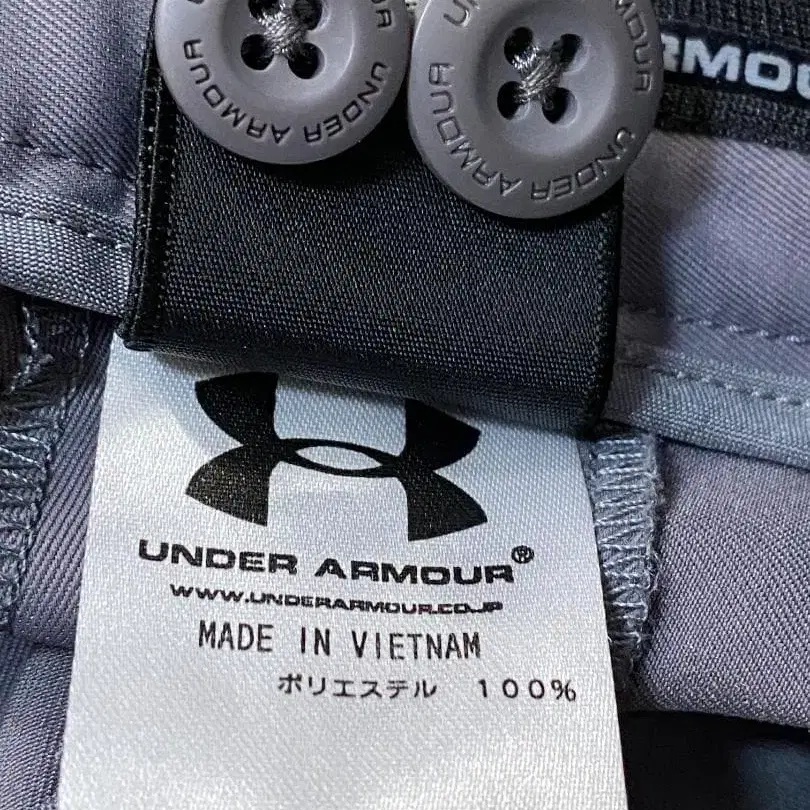 UNDER ARMOUR
UNDER ARMOUR
RMOU
UNDER ARMOUR®
WWW.UNDERARMOUR.CO.JP
MADE IN VIETNAM
ポリエステル 100%